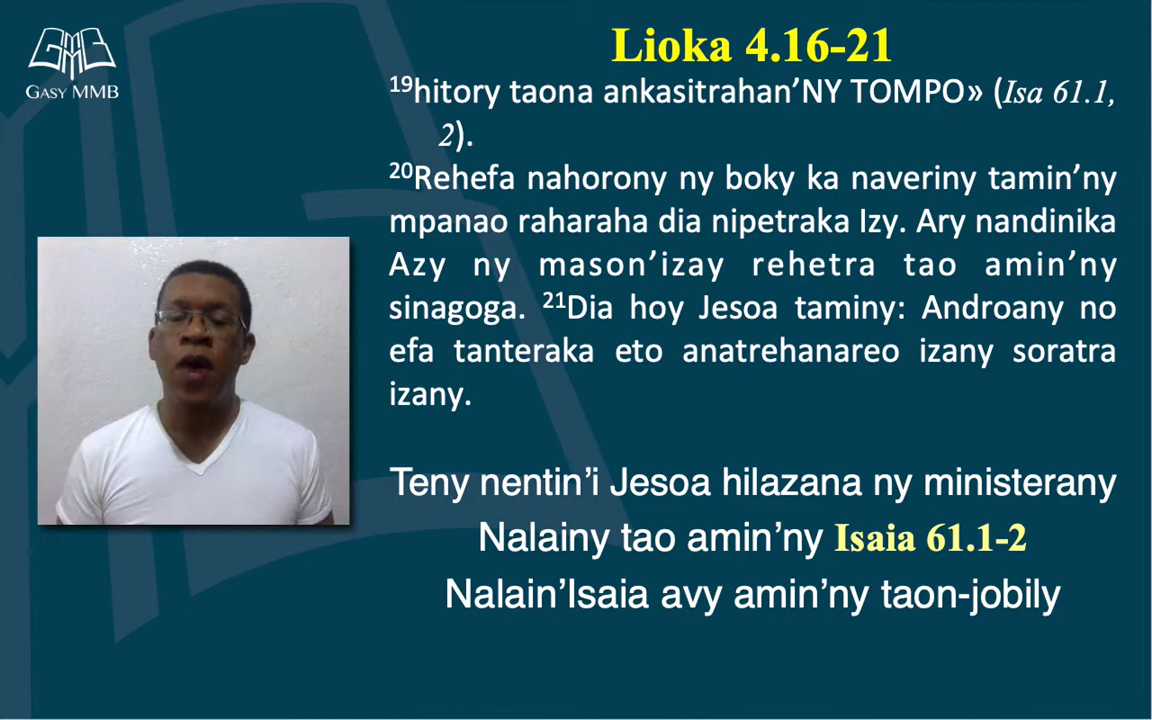 GMMB
GASY MMB
Lioka 4.16-21
19hitory taona ankasitrahan’NY TOMPO» (Isa 61.1,
2).
20Rehefa nahorony ny boky ka naveriny tamin’ny
mpanao raharaha dia nipetraka Izy. Ary nandinika
Azy ny mason’izay rehetra tao amin’ny
sinagoga. 21Dia hoy Jesoa taminy: Androany no
efa tanteraka eto anatrehanareo izany soratra
izany.
Teny nentin’i Jesoa hilazana ny ministerany
Nalainy tao amin’ny Isaia 61.1-2
Nalain’Isaia avy amin’ny taon-jobily